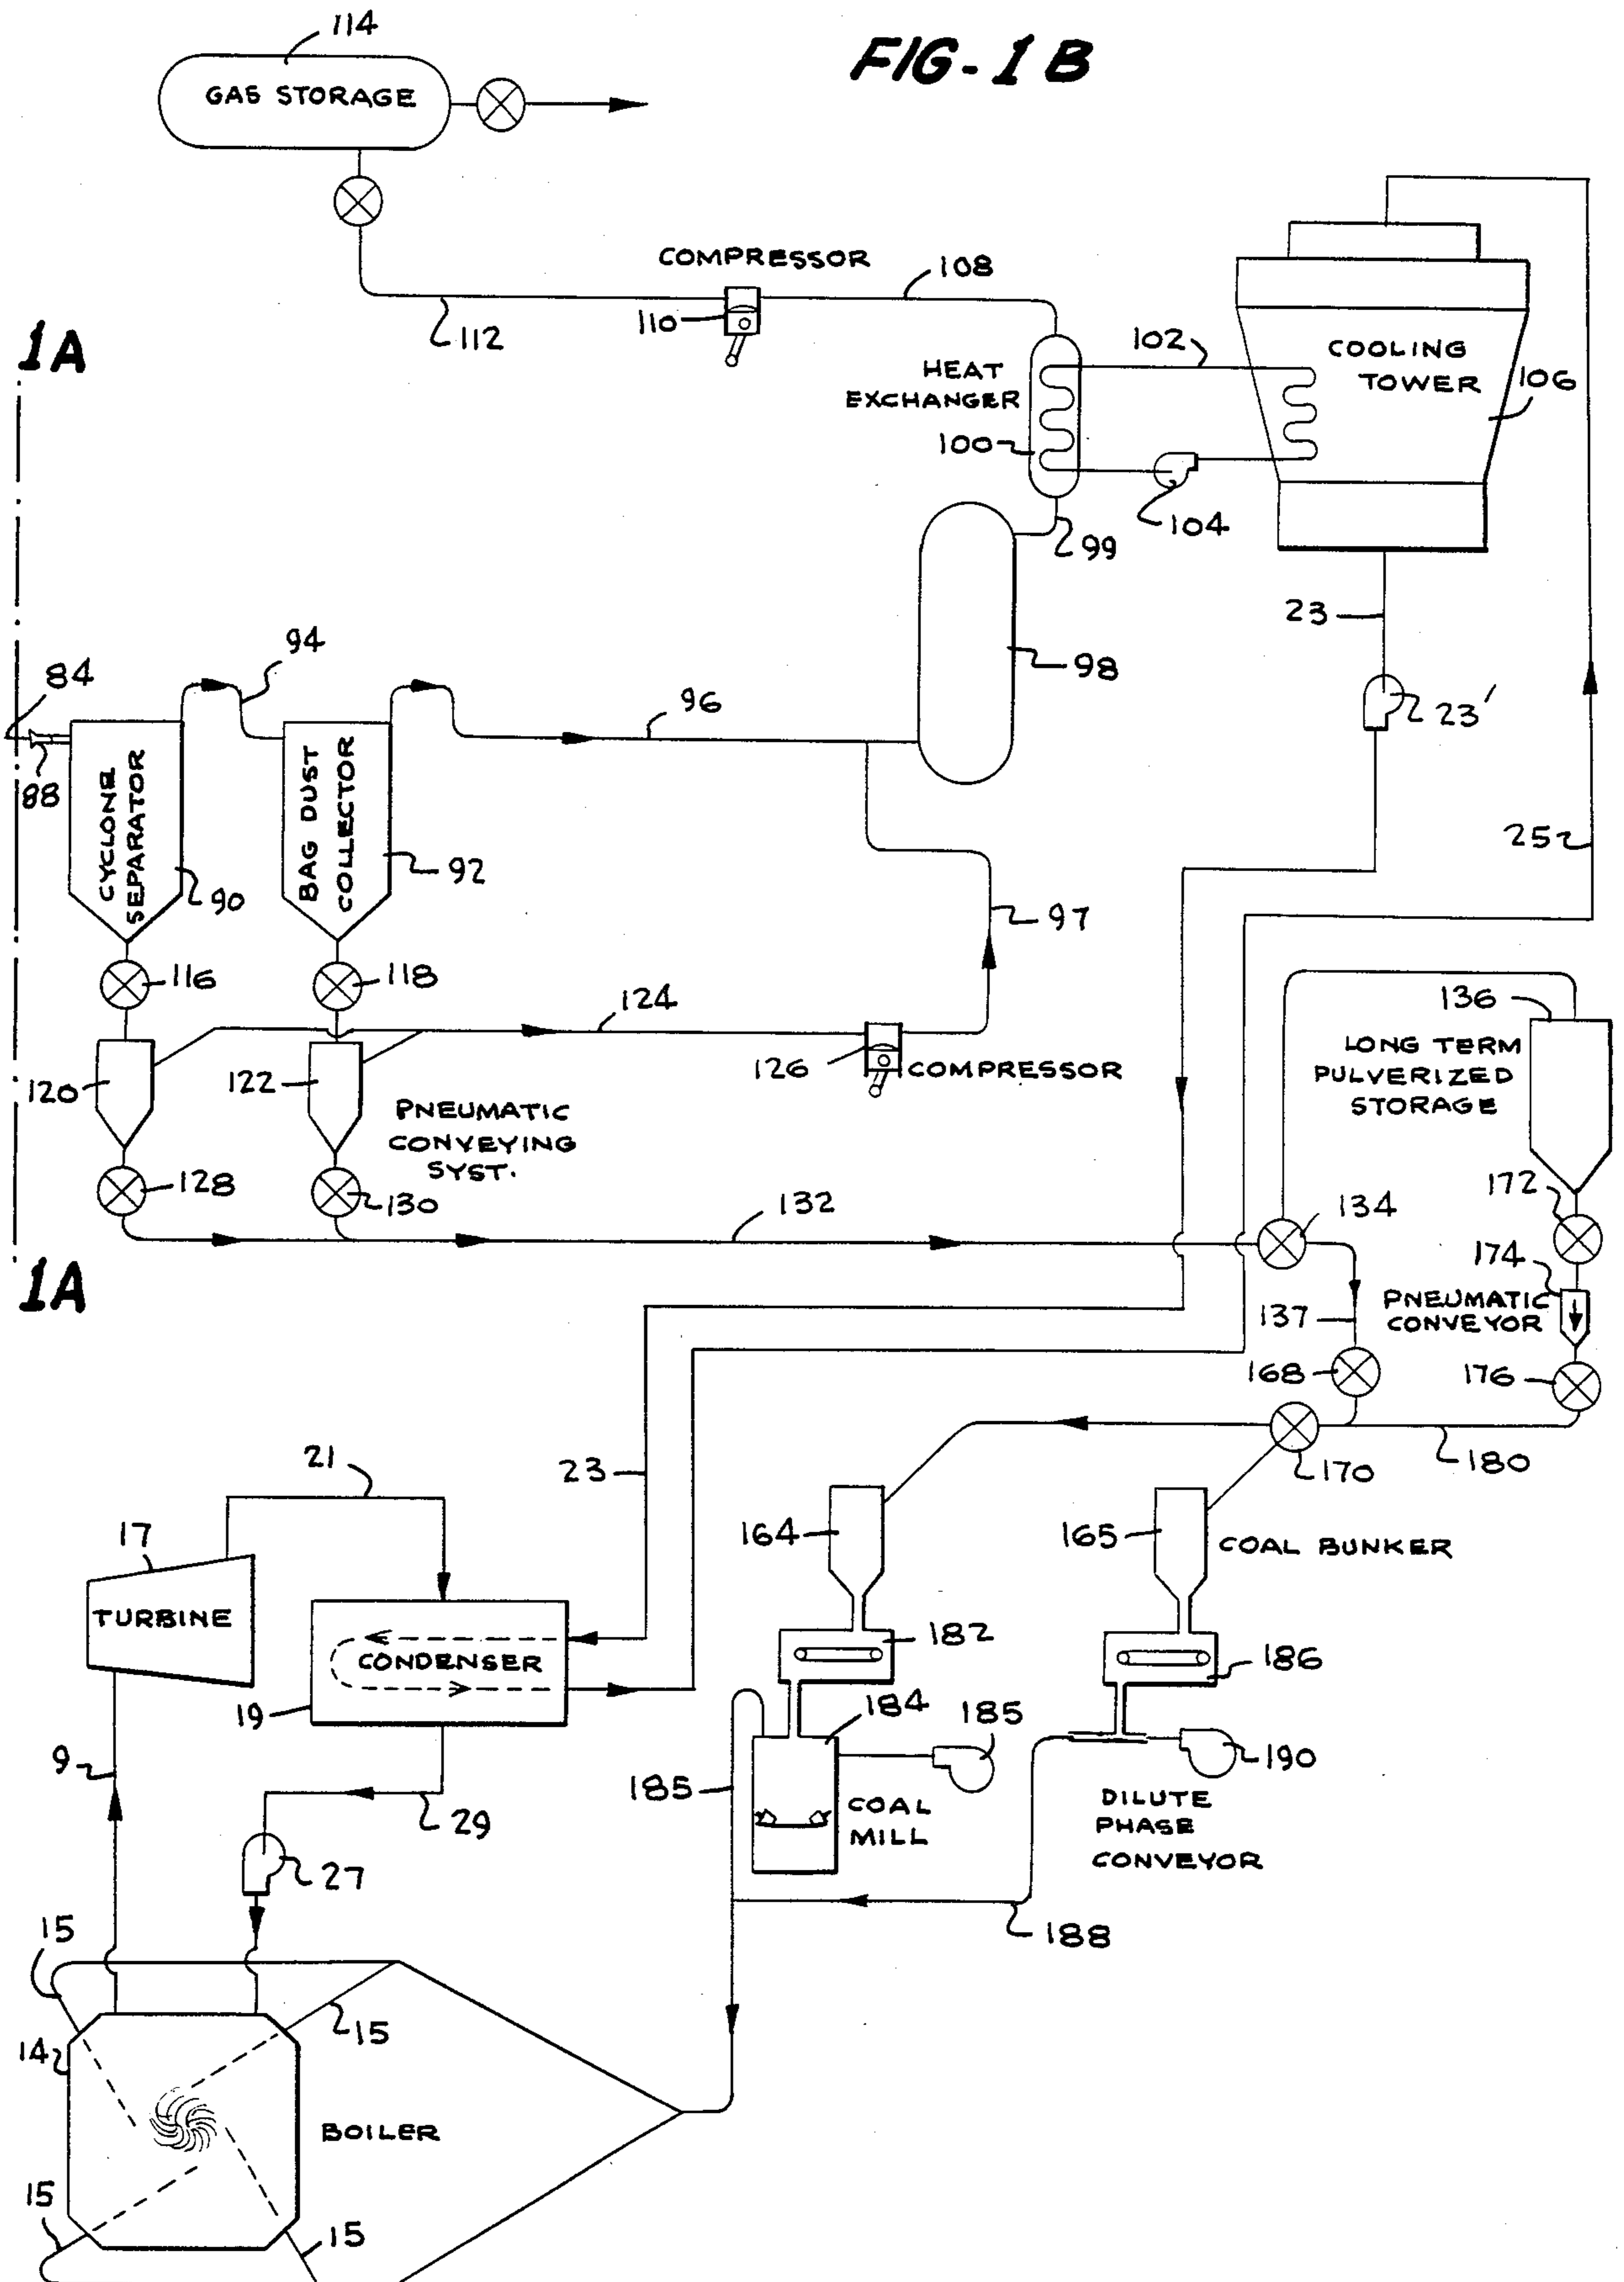 114
FIG-1 B
GAS STORAGE
COMPRESSOR
108
110
112
1A
HEAT
EXCHANGER
100
102
COOLING
TOWER
106
104
99
23
94
84
98
96
23'
88
CYCLONE
SEPARATOR
90
BAG DUST
COLLECTOR
92
25
97
116
118
124
136
126
COMPRESSOR
LONG TERM
PULVERIZED
STORAGE
120
122
PNEUMATIC
CONVEYING
SYST.
128
130
132
134
172
174
1A
137
PNEUMATIC
CONVEYOR
168
176
21
23
170
180
17
164
165
COAL BUNKER
TURBINE
CONDENSER
182
186
19
184
185
190
9
185
29
COAL
MILL
DILUTE
PHASE
CONVEYOR
27
15
188
15
14
BOILER
15
15